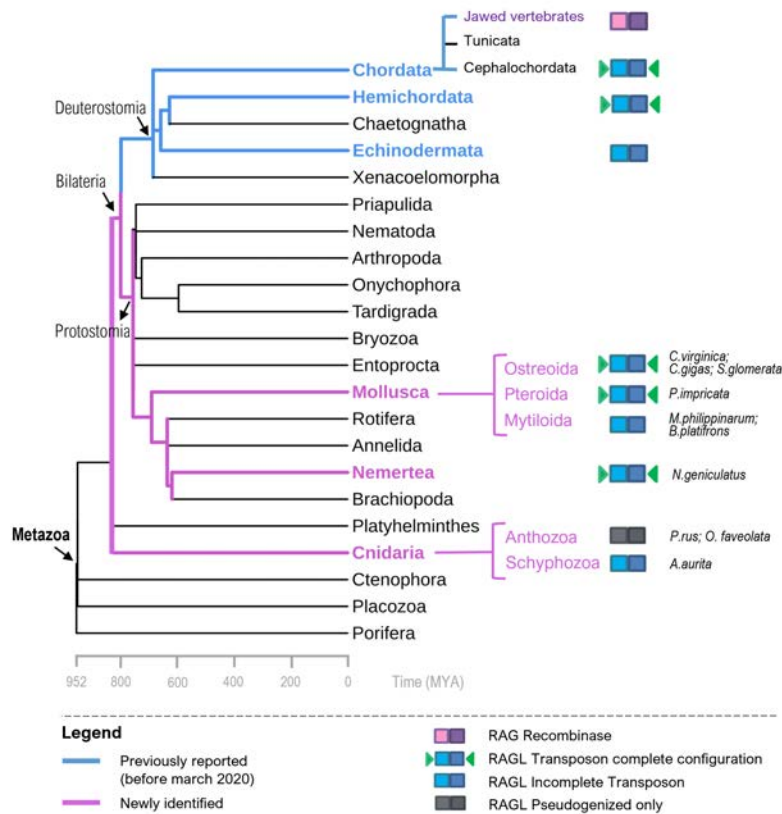 Jawed vertebrates
Tunicata
Cephalochordata
Chordata
Hemichordata
Deuterostomia
Chaetognatha
Echinodermata
Xenacoelomorpha
Bilateria
Priapulida
Nematoda
Arthropoda
Onychophora
Tardigrada
Protostomia
Bryozoa
Entoprocta
Ostreoida
C.virginica;
C.gigas; S.glomerata
Mollusca
Pteroida
P.impricata
Rotifera
Mytiloida
M.philippinarum;
B.platifrons
Annelida
Nemertea
N.geniculatus
Brachiopoda
Metazoa
Platyhelminthes
Anthozoa
P.rus; O. faveolata
Cnidaria
Schyphozoa
A.aurita
Ctenophora
Placozoa
Porifera
952 800 600 400 200 0 Time (MYA)
Legend
Previously reported
(before march 2020)
Newly identified
RAG Recombinase
RAGL Transposon complete configuration
RAGL Incomplete Transposon
RAGL Pseudogenized only